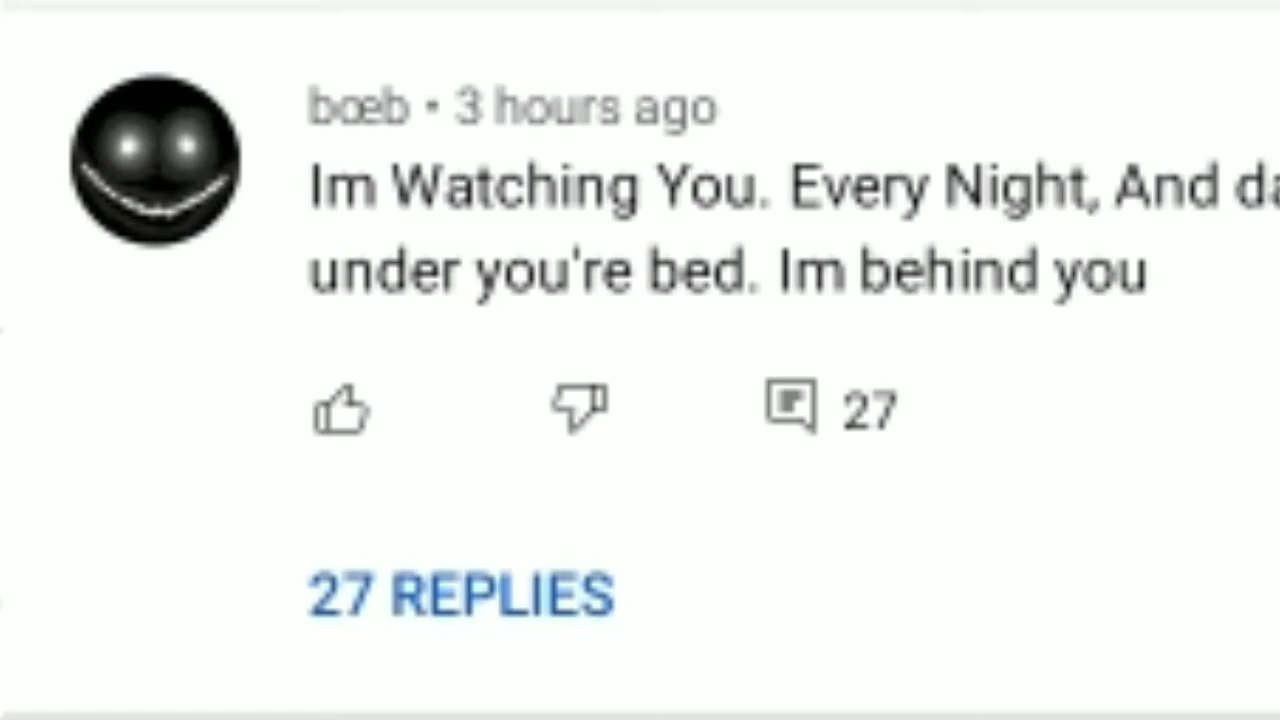 bœb • 3 hours ago
Im Watching You. Every Night, And
under you're bed. Im behind you
27
27 REPLIES